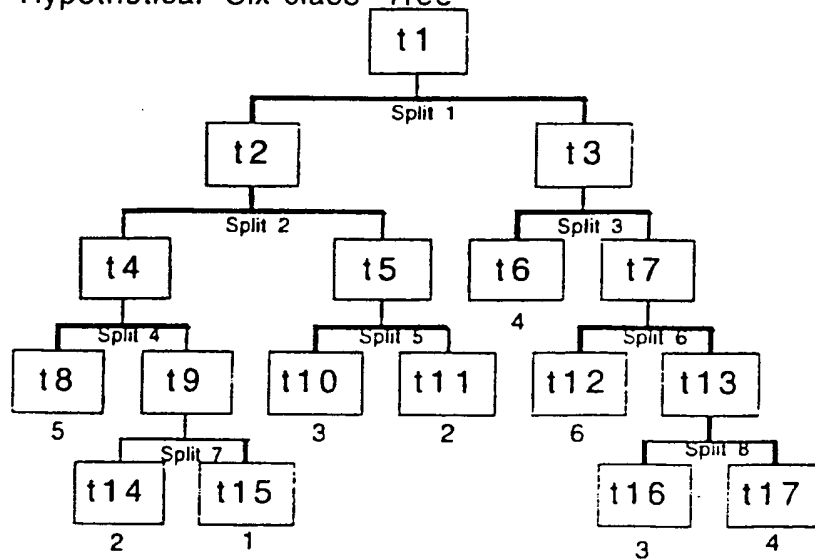 Six-class Tree
t1
Split 1
t2 t3
Split 2 Split 3
t4 t5 t6 t7
4
Split 4 Split 5 Split 6
t8 t9 t10 t11 t12 t13
5 3 2 6
Split 7 Split 8
t14 t15 t16 t17
2 1 3 4